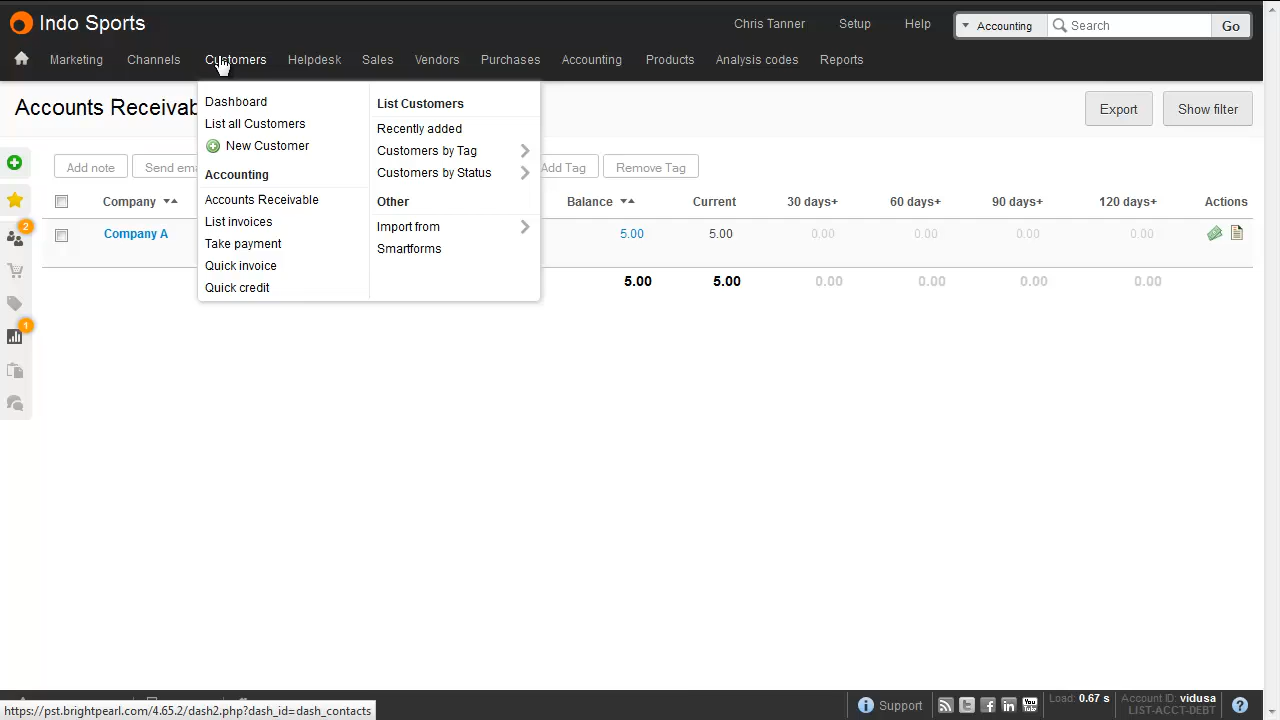 Indo Sports
Chris Tanner Setup Help Accounting Search Go
Marketing Channels Customers Helpdesk Sales Vendors Purchases Accounting Products Analysis codes Reports
Accounts Receivab
Export Show filter
Dashboard
List all Customers
New Customer
Accounting
Accounts Receivable
List invoices
Take payment
Quick invoice
Quick credit
List Customers
Recently added
Customers by Tag
Customers by Status
Other
Import from
Smartforms
Add note Send ema Add Tag Remove Tag
Company Balance Current 30 days+ 60 days+ 90 days+ 120 days+ Actions
Company A 5.00 5.00 0.00 0.00 0.00 0.00
5.00 5.00 0.00 0.00 0.00 0.00
2
1
https://pst.brightpearl.com/4.65.2/dash2.php?dash_id=dash_contacts
Support
You
Tube
Load: 0.67 s
Account ID: vidusa
LIST-ACCT-DEBT